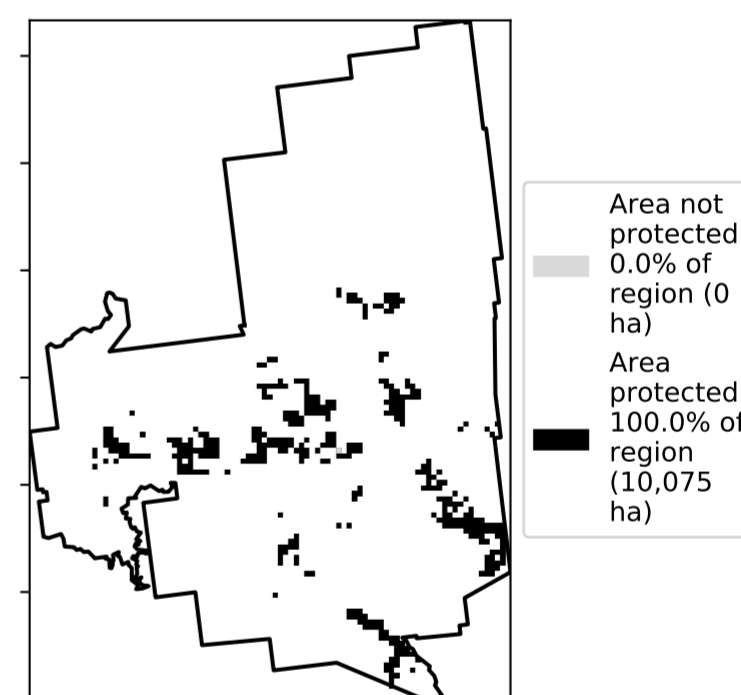 Area not
protected
0.0% of
region (0
ha)
Area
protected
100.0% of
region
(10,075
ha)